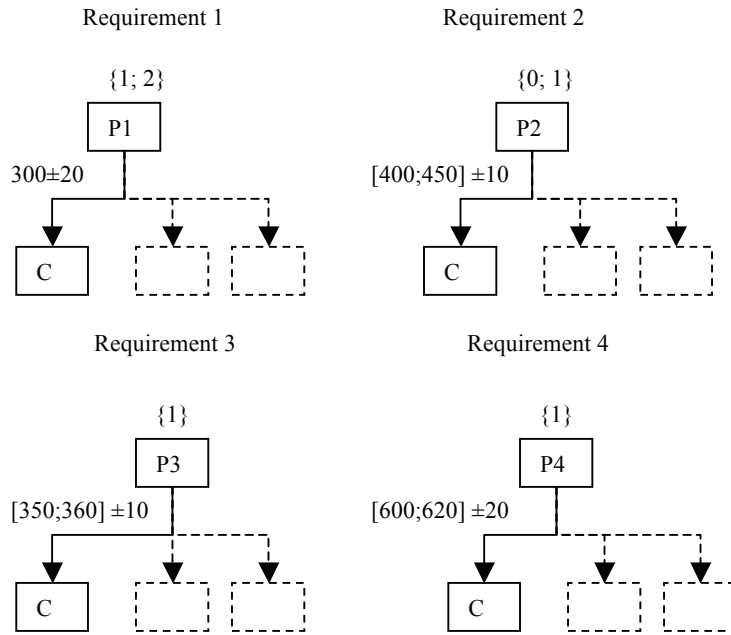 Requirement 1
{1; 2}
P1
300±20
C
Requirement 2
{0; 1}
P2
[400;450] ±10
C
Requirement 3
{1}
P3
[350;360] ±10
C
Requirement 4
{1}
P4
[600;620] ±20
C